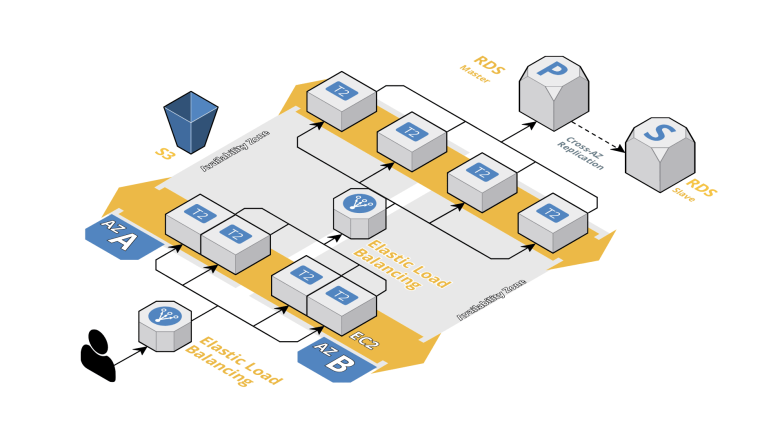 RDS
Master
P
T2
S
Cross-AZ
Replication
RDS
Slave
S3
Availability Zone
T2
T2
T2
T2
T2
AZ A
Elastic Load
Balancing
T2
T2
Availability Zone
EC2
AZ B
Elastic Load
Balancing